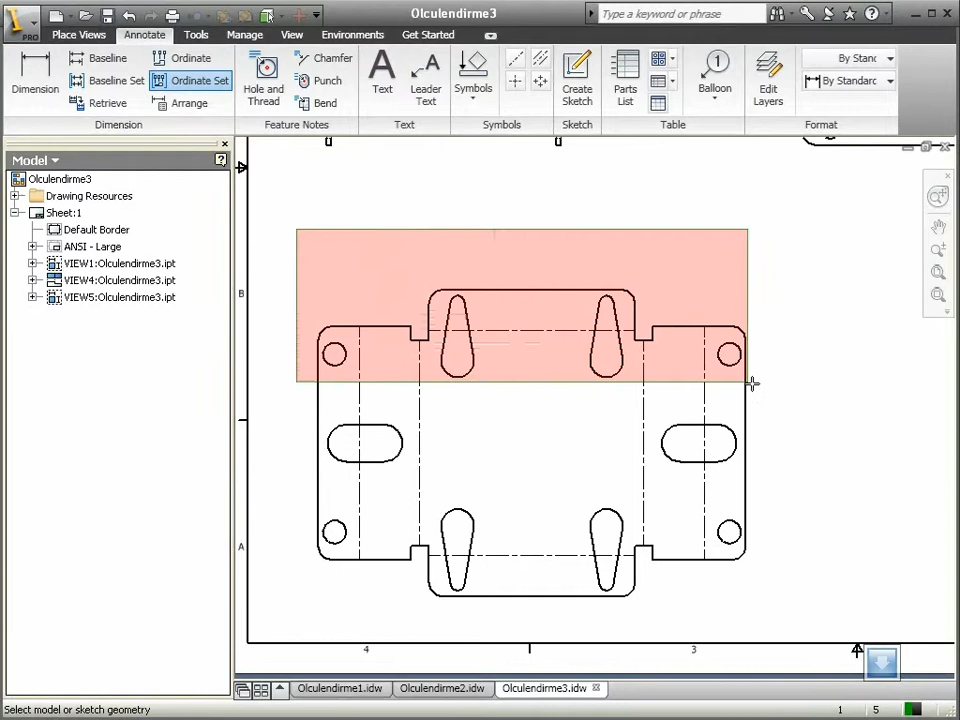 Olculendirme3
Type a keyword or phrase
PRO
Place Views
Annotate
Tools
Manage
View
Environments
Get Started
Dimension
Baseline
Baseline Set
Retrieve
Ordinate
Ordinate Set
Arrange
Dimension
Hole and
Thread
Chamfer
Punch
Bend
Feature Notes
Text
Leader
Text
Text
Symbols
Symbols
Create
Sketch
Sketch
Parts
List
Balloon
1
Table
Edit
Layers
By Stanc
By Standarc
Format
Model
Olculendirme3
Drawing Resources
Sheet:1
Default Border
ANSI - Large
VIEW1:Olculendirme3.ipt
VIEW4:Olculendirme3.ipt
VIEW5:Olculendirme3.ipt
B
A
4
3
Olculendirme1.idw
Olculendirme2.idw
Olculendirme3.idw
Select model or sketch geometry
1
5